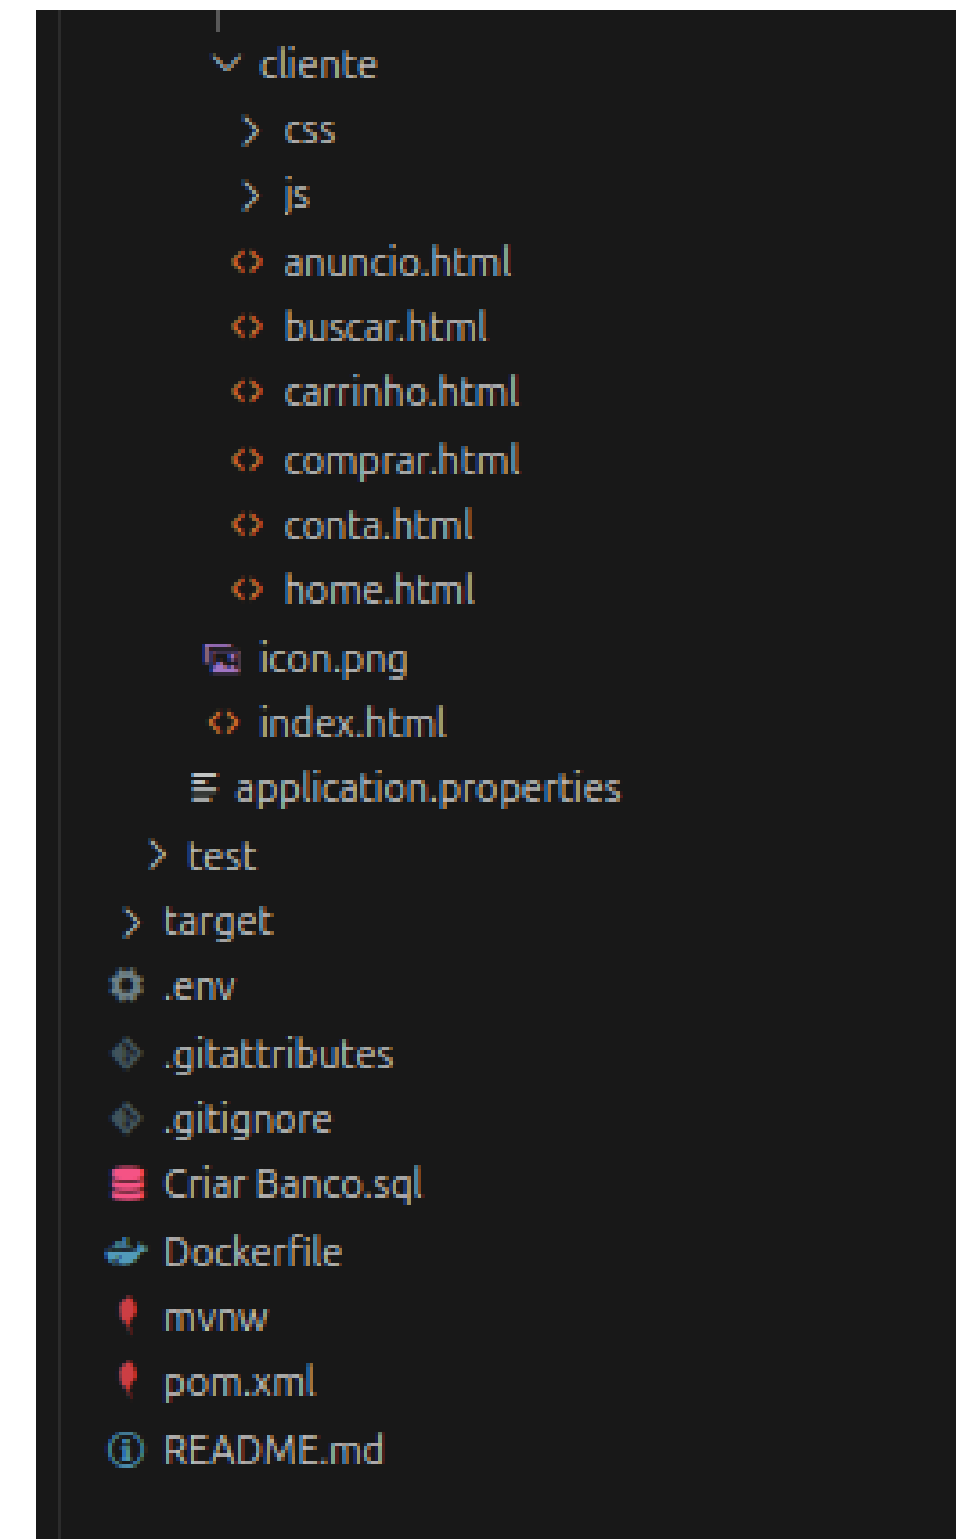 cliente
css
js
anuncio.html
buscar.html
carrinho.html
comprar.html
conta.html
home.html
icon.png
index.html
application.properties
test
target
.env
.gitattributes
.gitignore
Criar Banco.sql
Dockerfile
mvnw
pom.xml
README.md